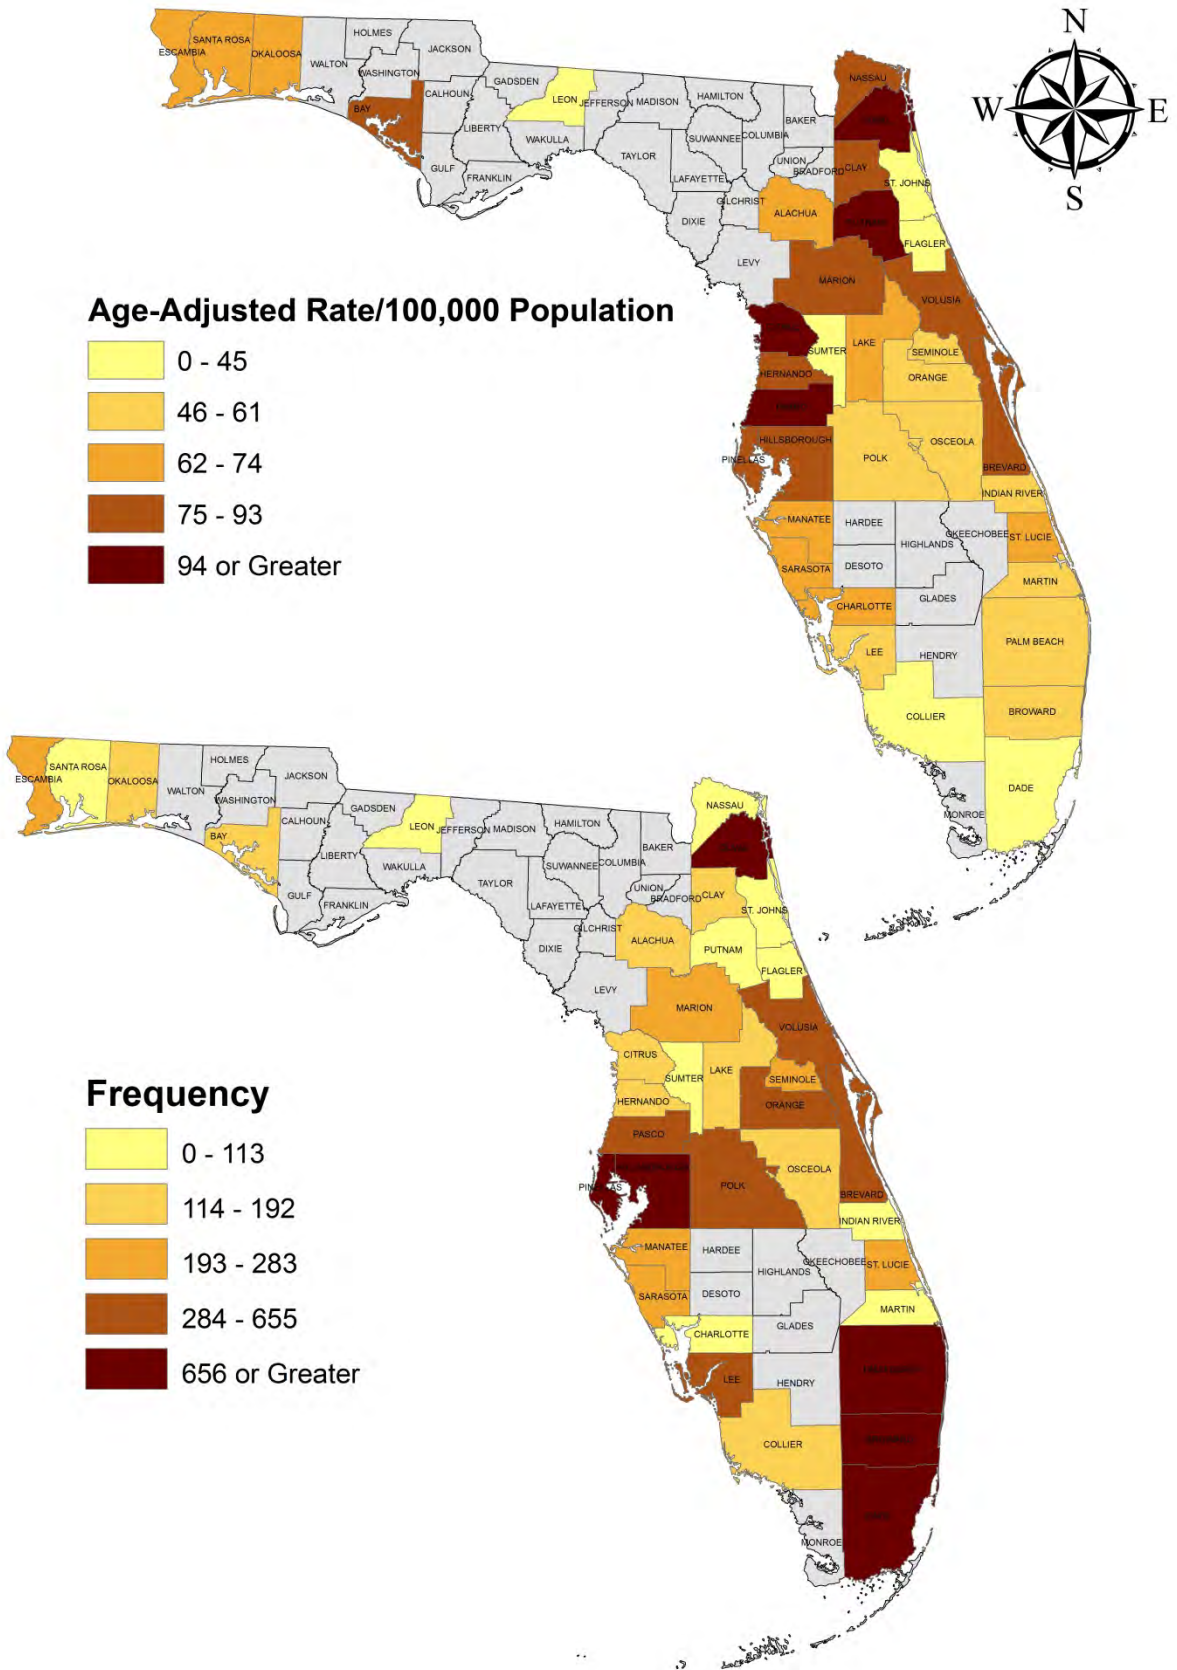 N
W
E
S
HOLMES
SANTA ROSA
ESCAMBIA
OKALOOSA
JACKSON
WALTON
WASHINGTON
GADSDEN
CALHOUN
LEON
JEFFERSON
MADISON
HAMILTON
NASSAU
BAY
LIBERTY
WAKULLA
SUWANNEE
COLUMBIA
BAKER
TAYLOR
UNION
BRADFORD
CLAY
GULF
FRANKLIN
LAFAYETTE
ST. JOHNS
GILCHRIST
DIXIE
ALACHUA
FLAGLER
LEVY
MARION
VOLUSIA
Age-Adjusted Rate/100,000 Population
0 - 45
46 - 61
62 - 74
75 - 93
94 or Greater
SUMTER
LAKE
SEMINOLE
HERNANDO
ORANGE
HILLSBOROUGH
PINELLAS
POLK
OSCEOLA
BREVARD
INDIAN RIVER
MANATEE
HARDEE
OKEECHOBEE
ST. LUCIE
HIGHLANDS
SARASOTA
DESOTO
MARTIN
CHARLOTTE
GLADES
LEE
HENDRY
PALM BEACH
COLLIER
BROWARD
DADE
MONROE
HOLMES
SANTA ROSA
ESCAMBIA
OKALOOSA
JACKSON
WALTON
WASHINGTON
GADSDEN
CALHOUN
LEON
JEFFERSON
MADISON
HAMILTON
NASSAU
BAY
LIBERTY
WAKULLA
SUWANNEE
COLUMBIA
BAKER
TAYLOR
UNION
BRADFORD
CLAY
GULF
FRANKLIN
LAFAYETTE
ST. JOHNS
GILCHRIST
DIXIE
ALACHUA
PUTNAM
FLAGLER
LEVY
MARION
VOLUSIA
CITRUS
SUMTER
LAKE
SEMINOLE
HERNANDO
ORANGE
Frequency
0 - 113
114 - 192
193 - 283
284 - 655
656 or Greater
PASCO
PINELLAS
POLK
OSCEOLA
BREVARD
INDIAN RIVER
MANATEE
HARDEE
OKEECHOBEE
ST. LUCIE
HIGHLANDS
SARASOTA
DESOTO
MARTIN
CHARLOTTE
GLADES
LEE
HENDRY
COLLIER
MONROE